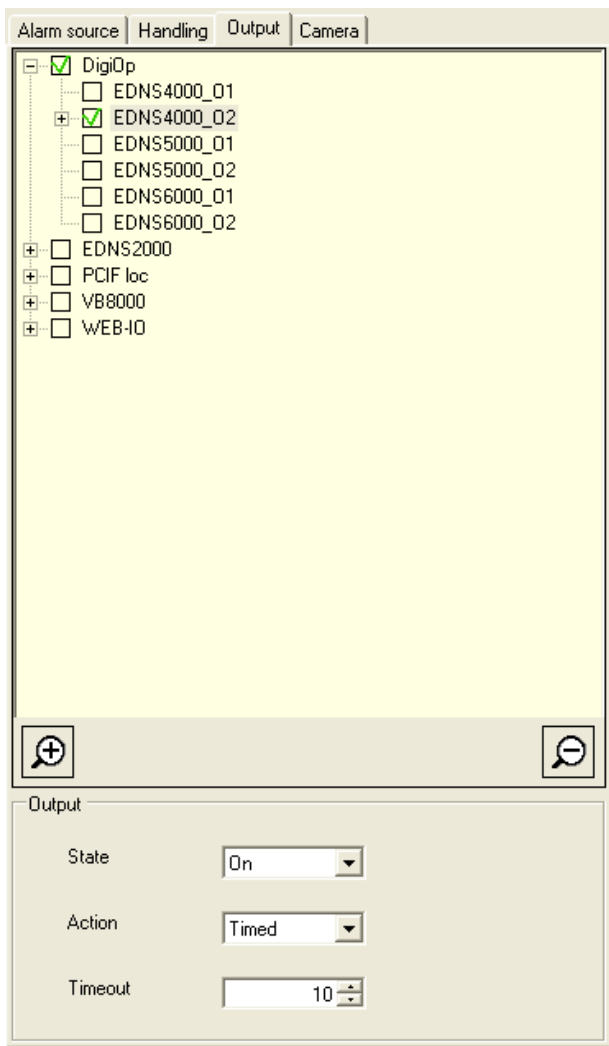 Alarm source Handling Output Camera
DigiOp
EDNS4000_01
EDNS4000_02
EDNS5000_01
EDNS5000_02
EDNS6000_01
EDNS6000_02
EDNS2000
PCIF loc
VB8000
WEB-IO
Output
State On
Action Timed
Timeout 10